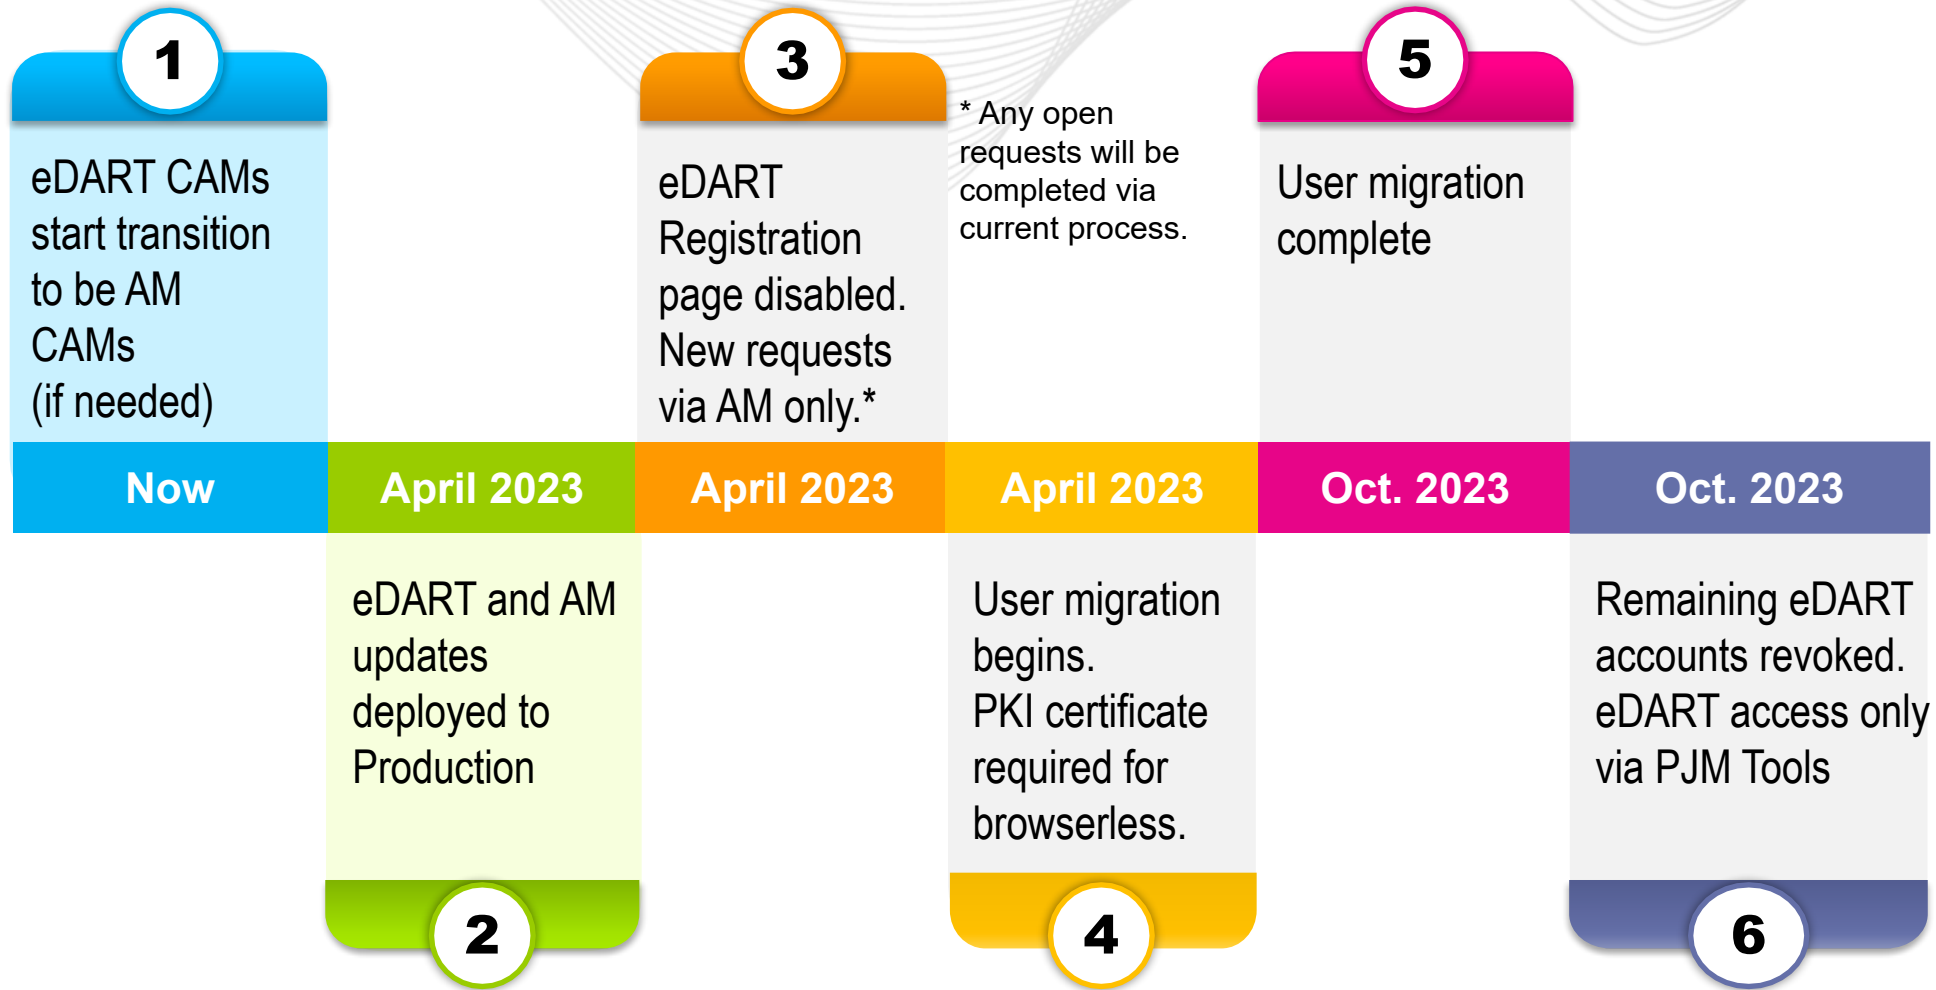 1
eDART CAMs
start transition
to be AM
CAMs
(if needed)
Now
April 2023
eDART and AM
updates
deployed to
Production
2
3
eDART
Registration
page disabled.
New requests
via AM only.*
* Any open
requests will be
completed via
current process.
April 2023
April 2023
User migration
begins.
PKI certificate
required for
browserless.
4
5
User migration
complete
Oct. 2023
Oct. 2023
Remaining eDART
accounts revoked.
eDART access only
via PJM Tools
6